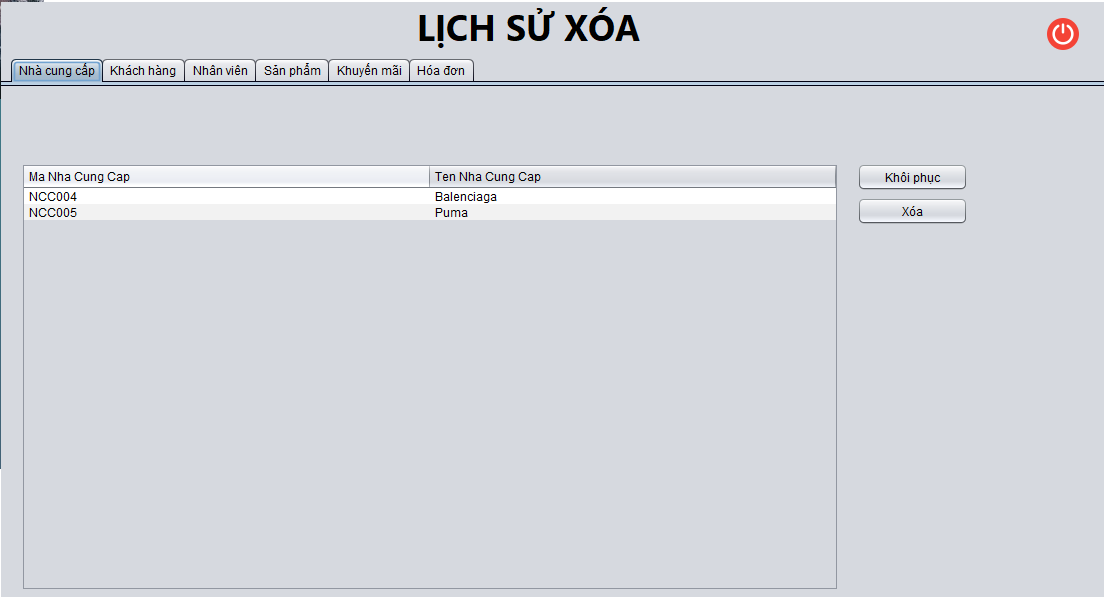 LỊCH SỬ XÓA
Nhà cung cấp Khách hàng Nhân viên Sản phẩm Khuyến mãi Hóa đơn
Ma Nha Cung Cap Ten Nha Cung Cap Khôi phục
NCC004 Balenciaga
NCC005 Puma Xóa